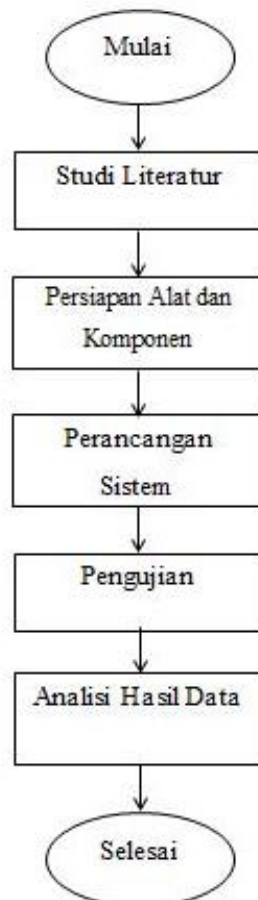 Mulai
Studi Literatur
Persiapan Alat dan
Komponen
Perancangan
Sistem
Pengujian
Analisi Hasil Data
Selesai